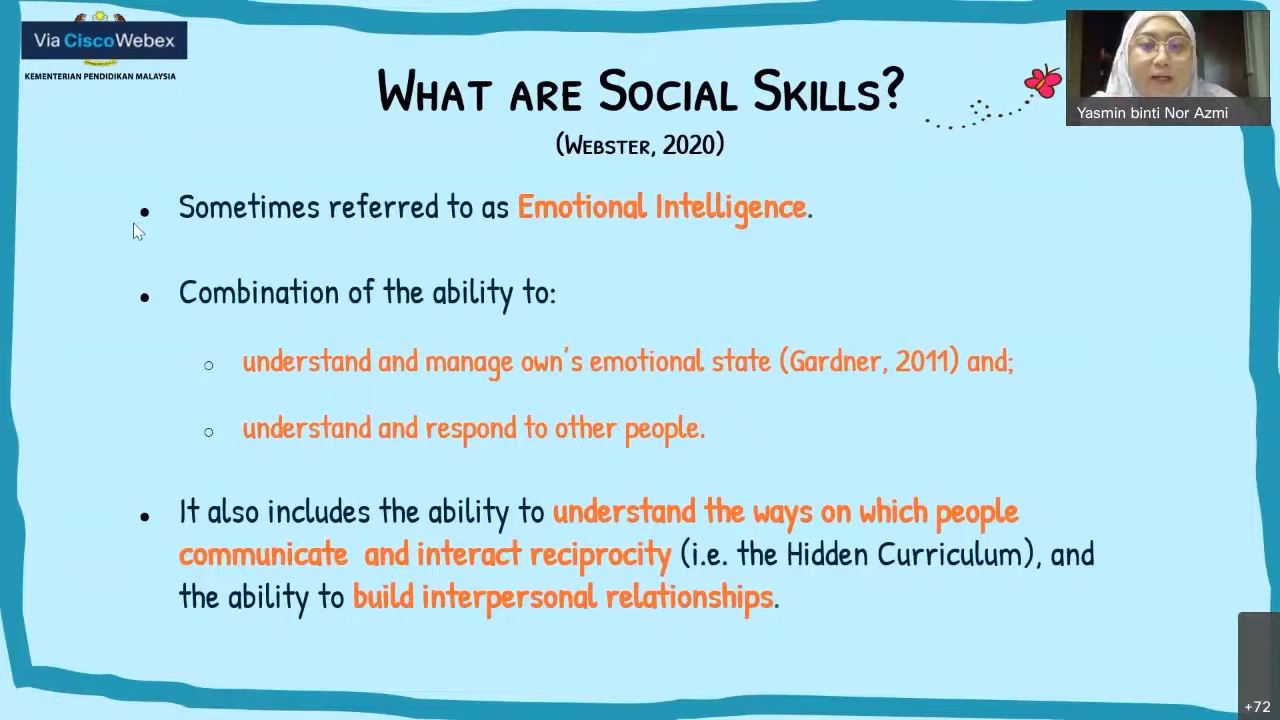 Via Cisco Webex
KEMENTERIAN PENDIDIKAN MALAYSIA
WHAT ARE SOCIAL SKILLS?
(WEBSTER, 2020)
Yasmin binti Nor Azmi
• Sometimes referred to as Emotional Intelligence.
• Combination of the ability to:
○ understand and manage own's emotional state (Gardner, 2011) and;
○ understand and respond to other people.
• It also includes the ability to understand the ways on which people
communicate and interact reciprocity (i.e. the Hidden Curriculum), and
the ability to build interpersonal relationships.
+72